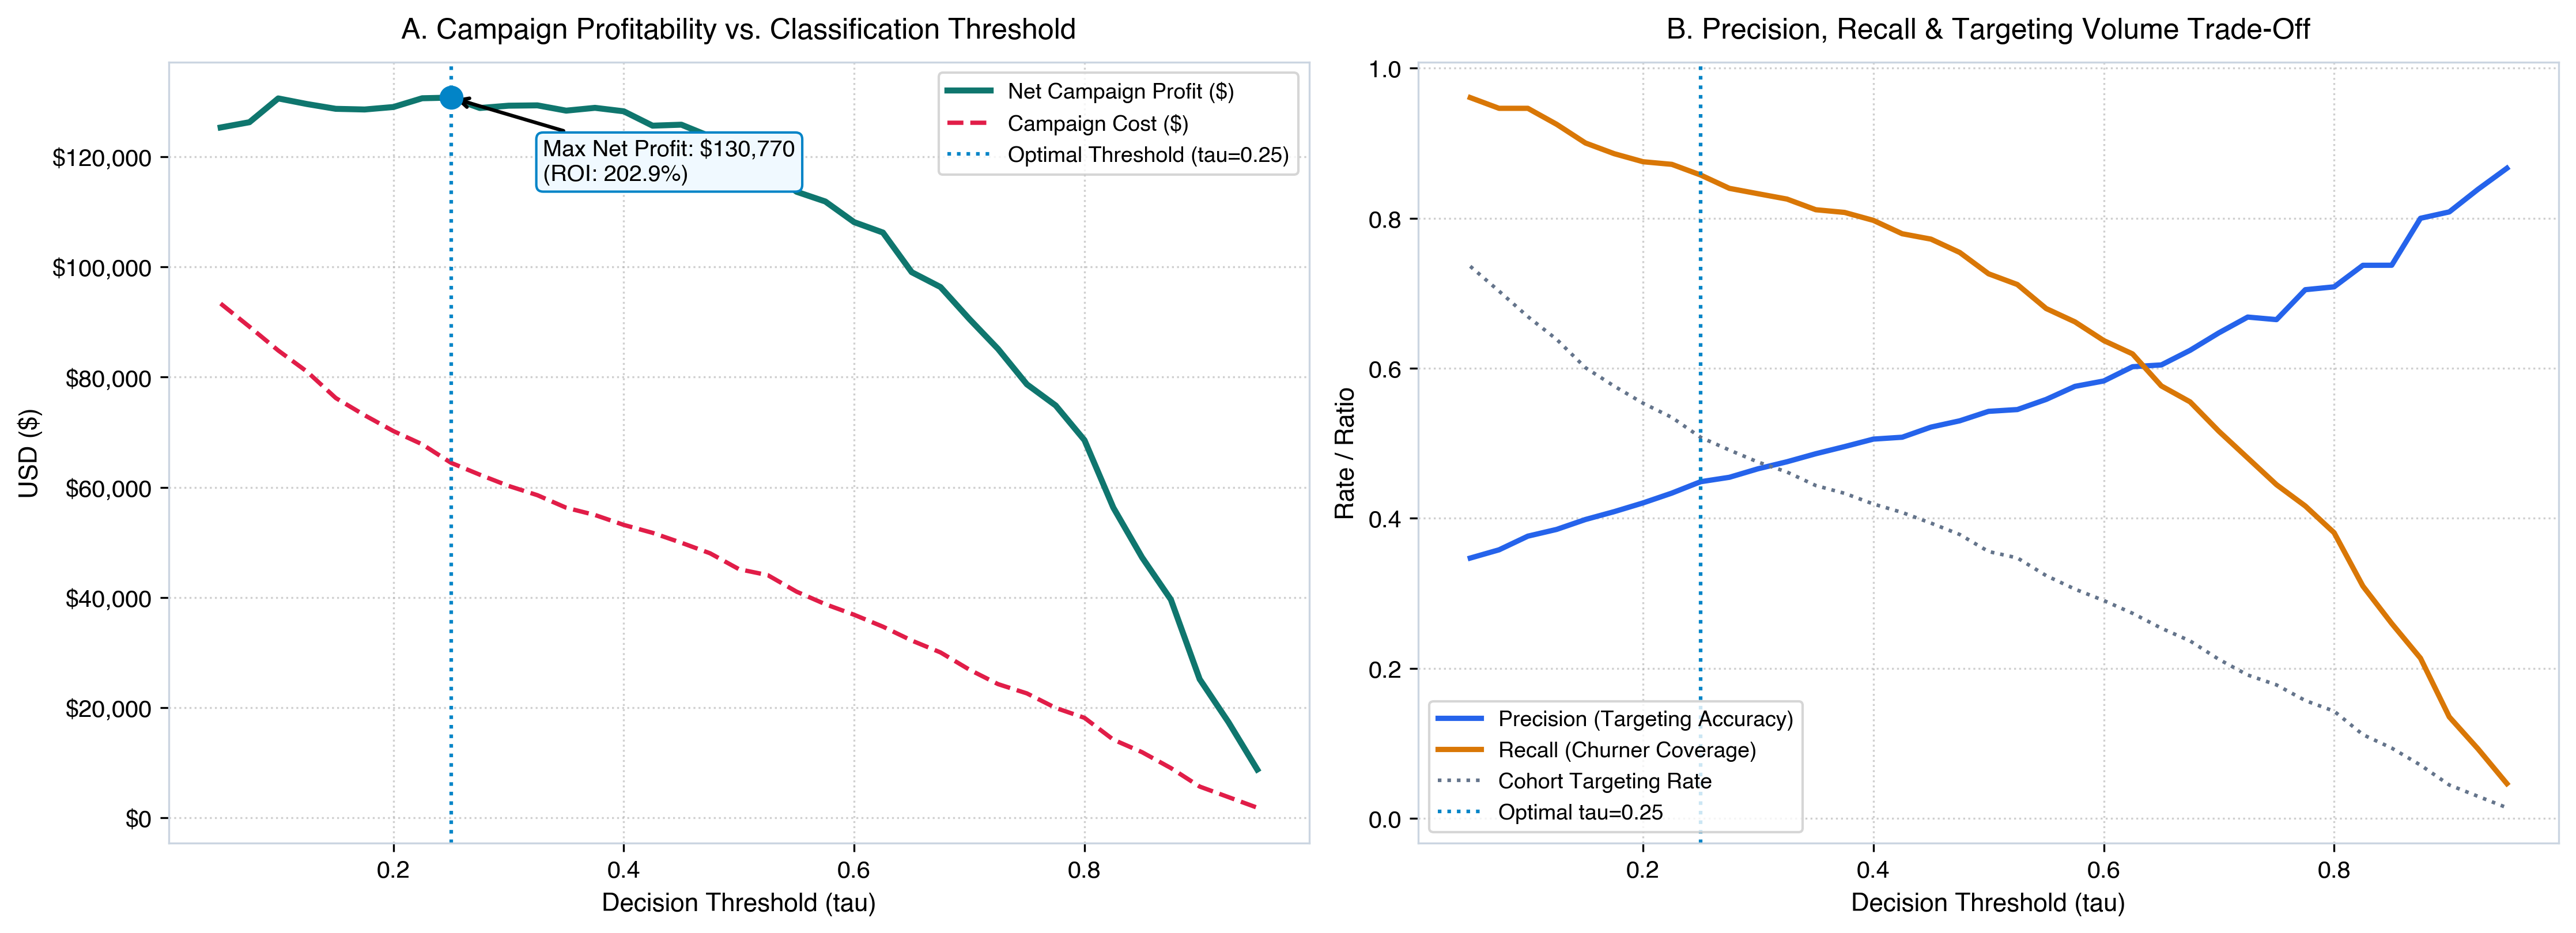 A. Campaign Profitability vs. Classification Threshold
USD ($)
$120,000
$100,000
$80,000
$60,000
$40,000
$20,000
$0
Net Campaign Profit ($)
Campaign Cost ($)
Optimal Threshold (tau=0.25)
Max Net Profit: $130,770
(ROI: 202.9%)
0.2 0.4 0.6 0.8
Decision Threshold (tau)
B. Precision, Recall & Targeting Volume Trade-Off
Rate / Ratio
1.0
0.8
0.6
0.4
0.2
0.0
Precision (Targeting Accuracy)
Recall (Churner Coverage)
Cohort Targeting Rate
Optimal tau=0.25
0.2 0.4 0.6 0.8
Decision Threshold (tau)